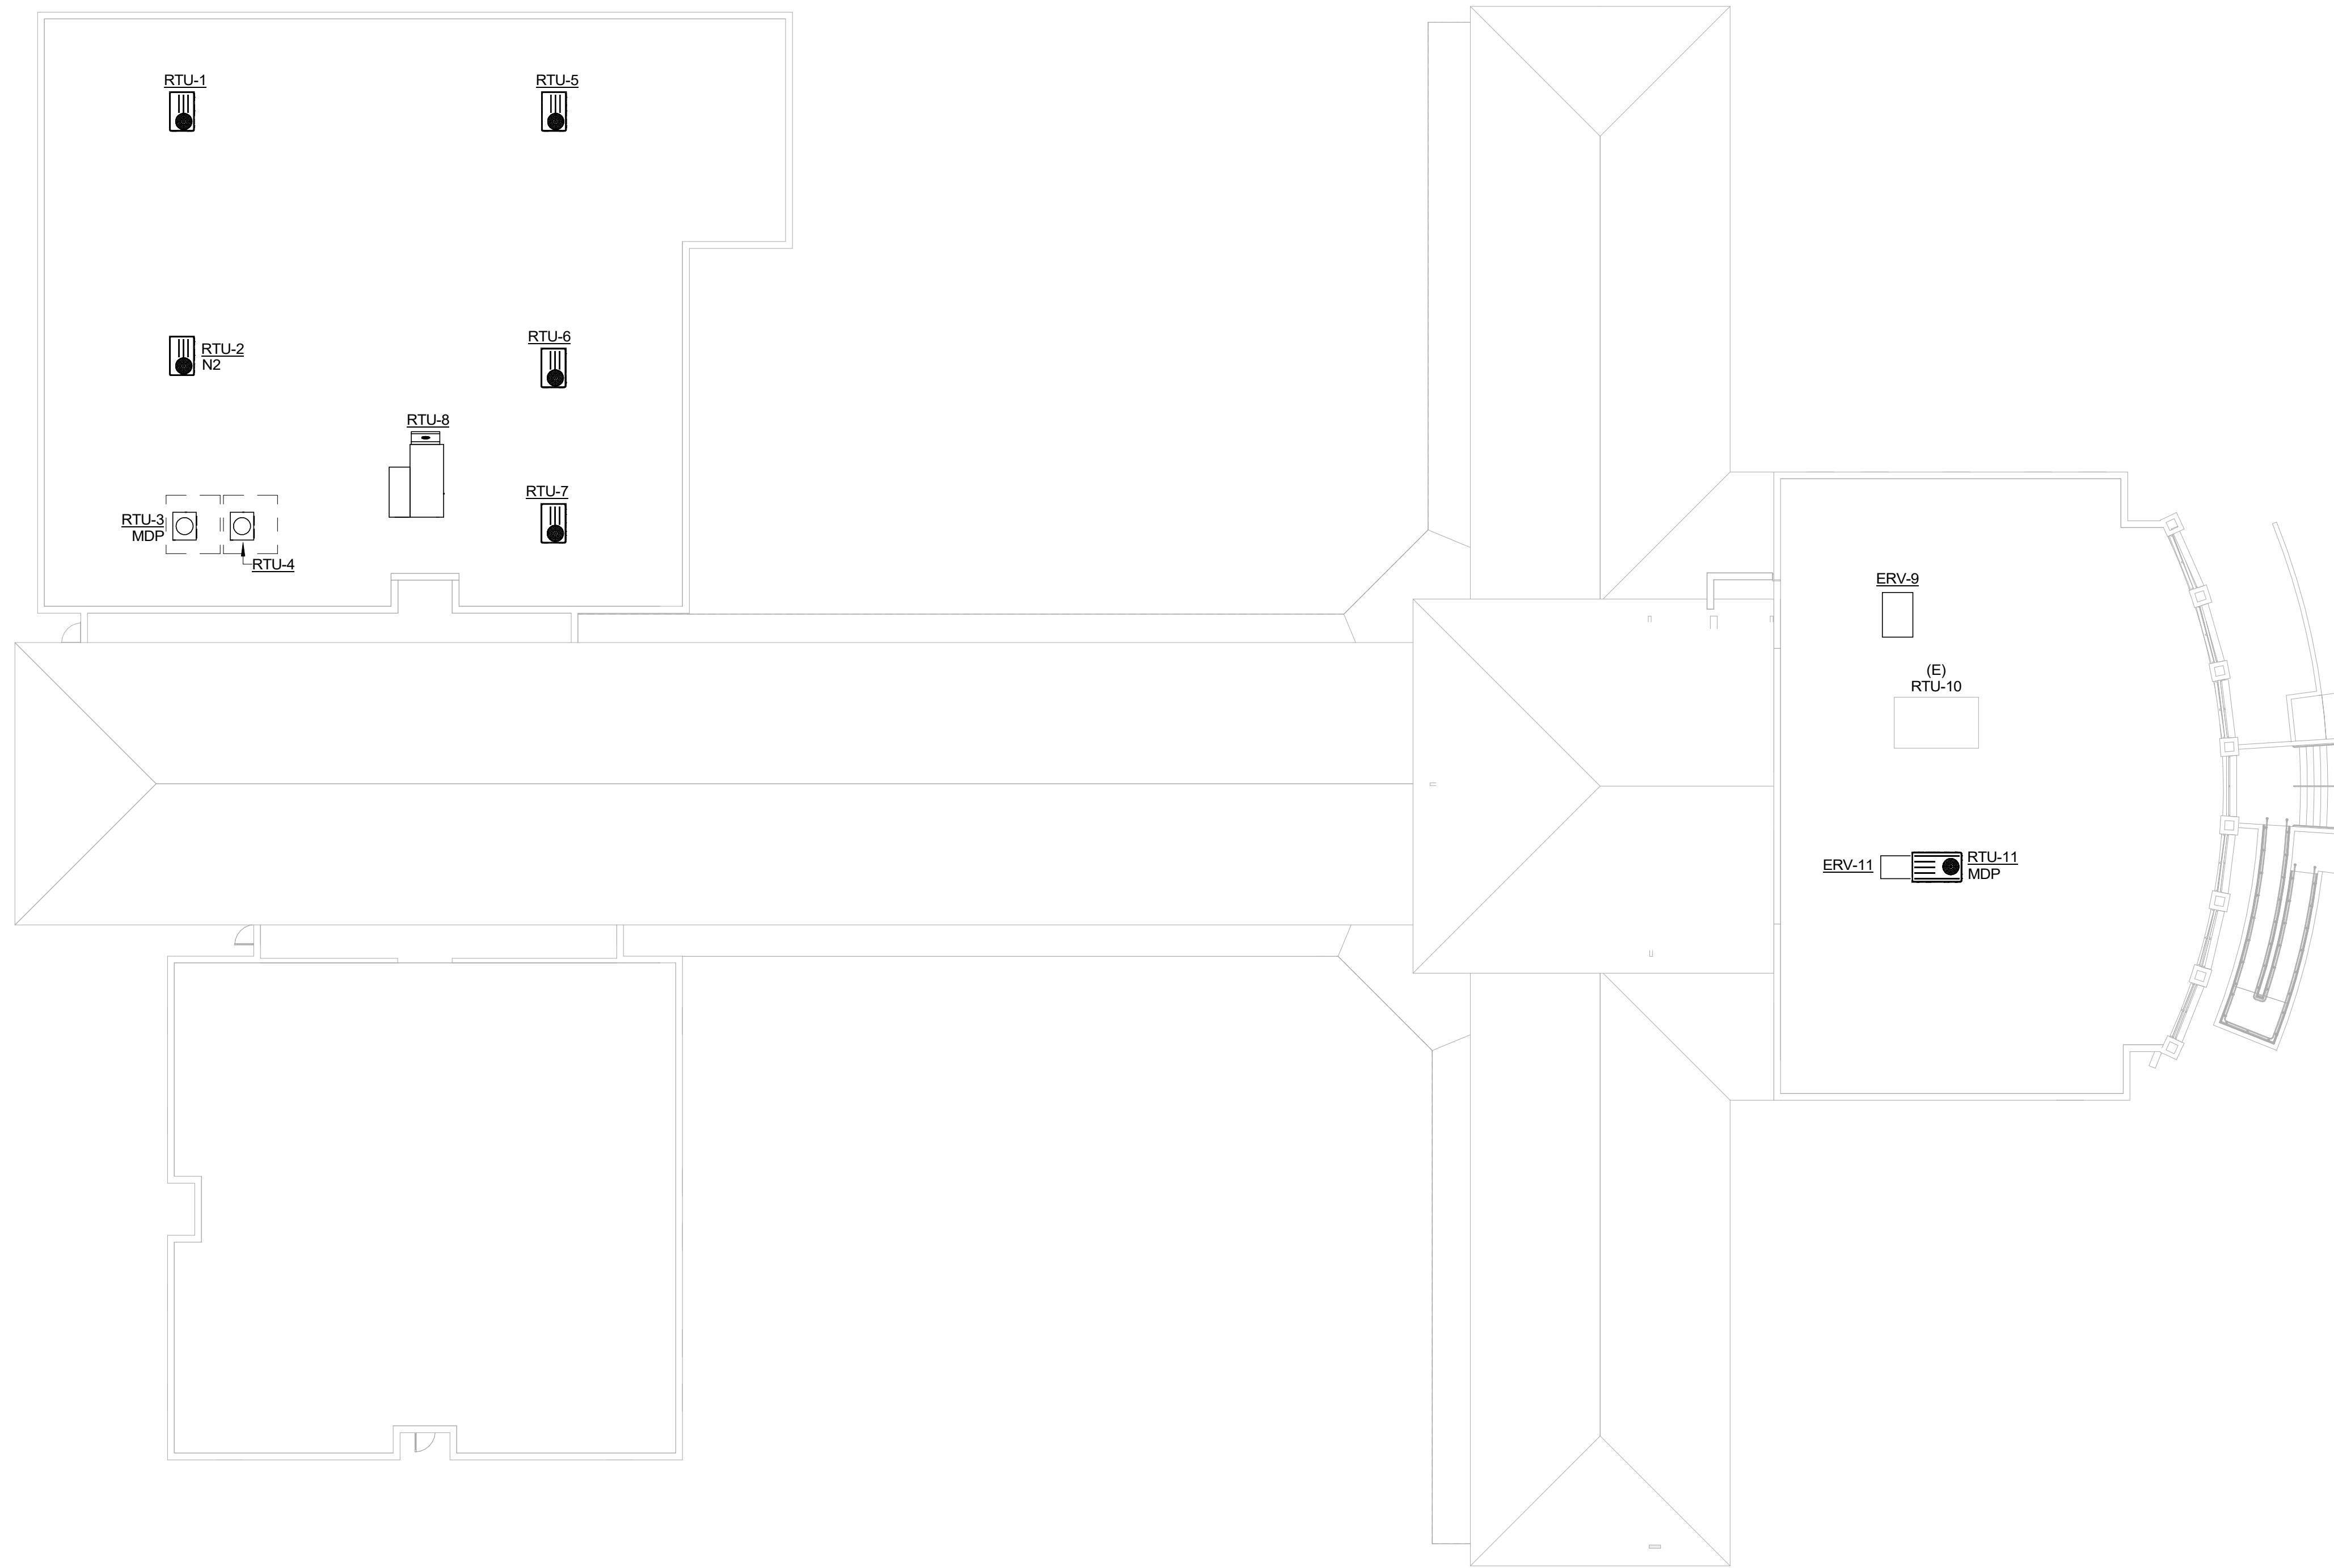 RTU-1
RTU-5
RTU-6
RTU-2
N2
RTU-8
RTU-7
RTU-3
MDP
RTU-4
ERV-9
(E)
RTU-10
ERV-11
RTU-11
MDP